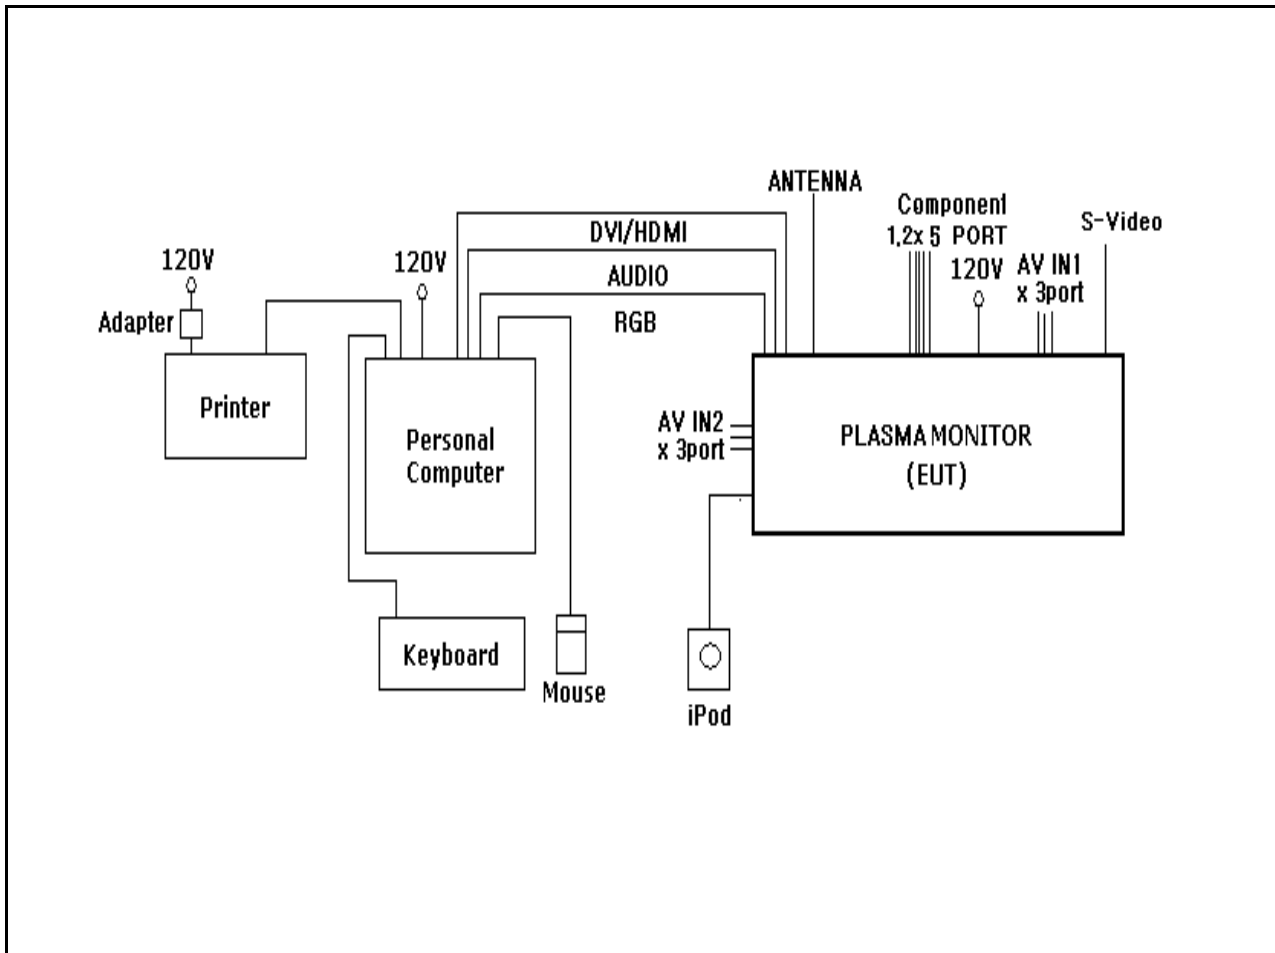 ANTENNA
Component
1,2x 5 PORT
S-Video
DVI/HDMI
120V
120V
120V
AV IN1
x 3port
AUDIO
Adapter
RGB
Printer
Personal
Computer
AV IN2
x 3port
PLASMA MONITOR
(EUT)
Keyboard
Mouse
iPod